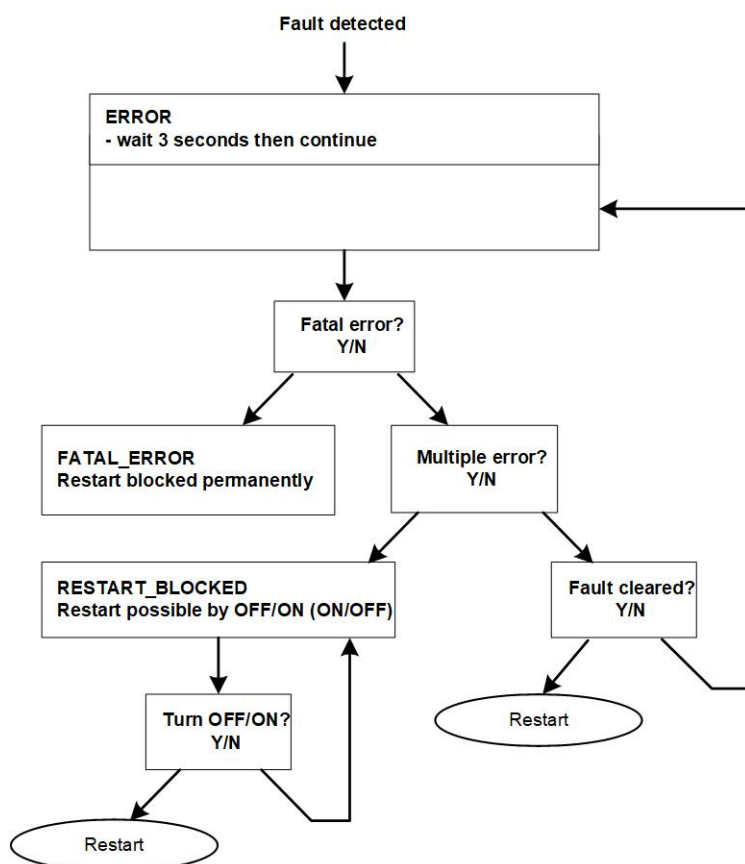 Fault detected
ERROR
- wait 3 seconds then continue
Fatal error?
Y/N
FATAL_ERROR
Restart blocked permanently
Multiple error?
Y/N
RESTART_BLOCKED
Restart possible by OFF/ON (ON/OFF)
Fault cleared?
Y/N
Turn OFF/ON?
Y/N
Restart
Restart